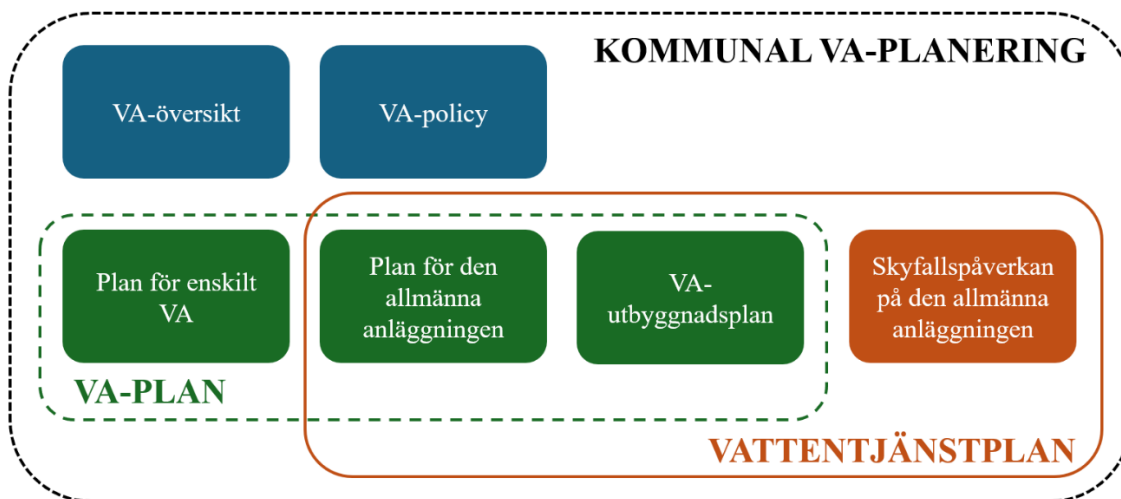 KOMMUNAL VA-PLANERING
VA-översikt
VA-policy
Plan för enskilt
VA
Plan för den
allmänna
anläggningen
VA-
utbyggnadsplan
Skyfallspåverkan
på den allmänna
anläggningen
VA-PLAN
VATTENTJÄNSTPLAN